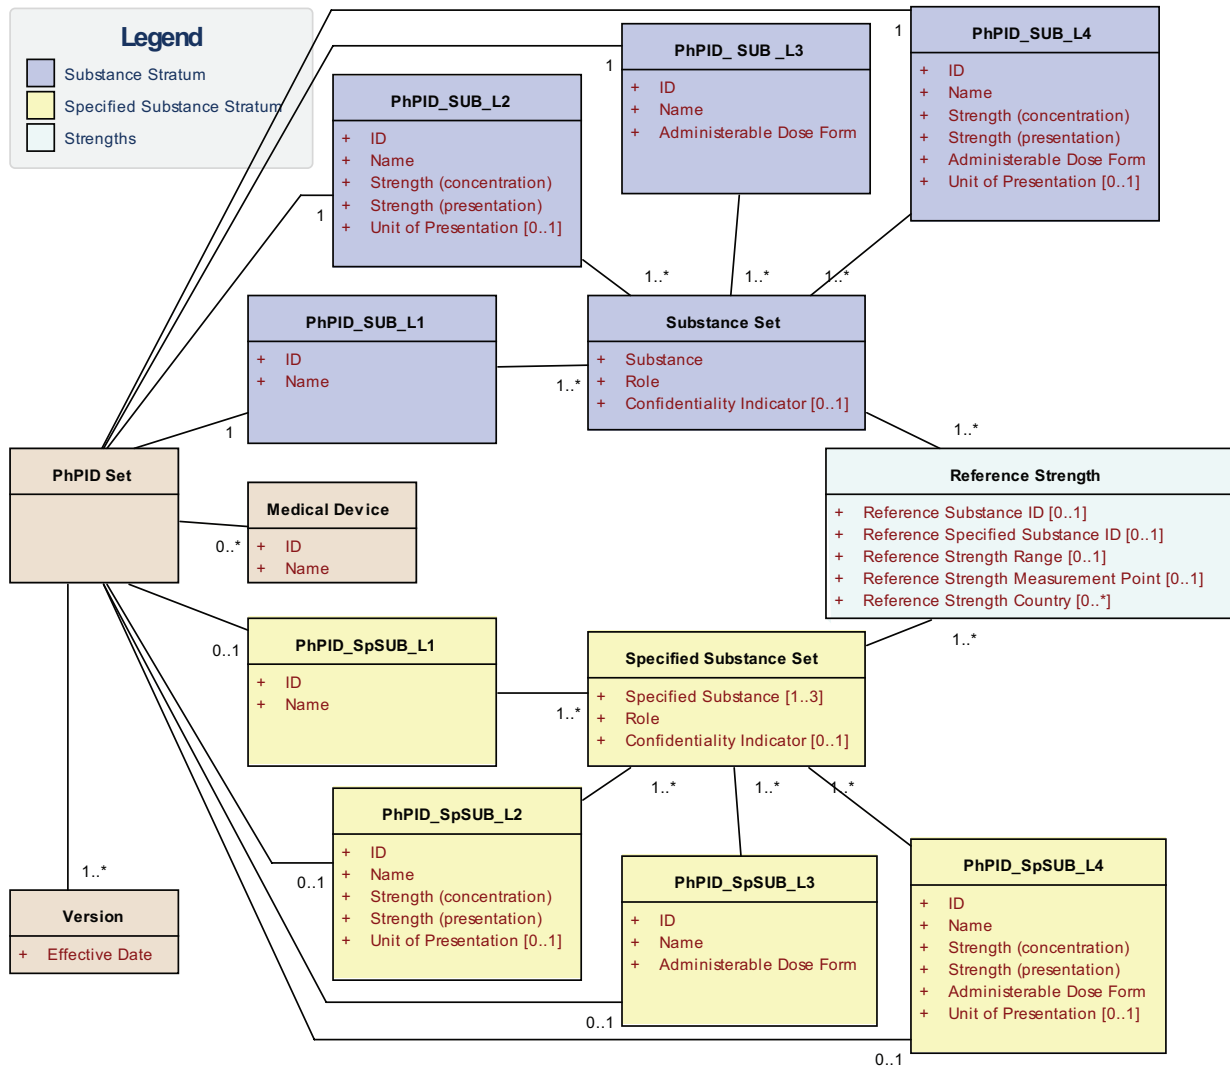 Legend
Substance Stratum
Specified Substance Stratum
Strengths
PhPID_SUB_L2
+ ID
+ Name
+ Strength (concentration)
+ Strength (presentation)
+ Unit of Presentation [0..1]
1
1..*
PhPID_ SUB _L3
+ ID
+ Name
+ Administerable Dose Form
1
1..*
PhPID_SUB_L4
+ ID
+ Name
+ Strength (concentration)
+ Strength (presentation)
+ Administerable Dose Form
+ Unit of Presentation [0..1]
1
1..*
PhPID_SUB_L1
+ ID
+ Name
1
1..*
Substance Set
+ Substance
+ Role
+ Confidentiality Indicator [0..1]
1..*
PhPID Set
Medical Device
+ ID
+ Name
0..*
Reference Strength
+ Reference Substance ID [0..1]
+ Reference Specified Substance ID [0..1]
+ Reference Strength Range [0..1]
+ Reference Strength Measurement Point [0..1]
+ Reference Strength Country [0..*]
1..*
PhPID_SpSUB_L1
+ ID
+ Name
0..1
1..*
Specified Substance Set
+ Specified Substance [1..3]
+ Role
+ Confidentiality Indicator [0..1]
1..*
1..*
1..*
PhPID_SpSUB_L2
+ ID
+ Name
+ Strength (concentration)
+ Strength (presentation)
+ Unit of Presentation [0..1]
0..1
PhPID_SpSUB_L3
+ ID
+ Name
+ Administerable Dose Form
0..1
PhPID_SpSUB_L4
+ ID
+ Name
+ Strength (concentration)
+ Strength (presentation)
+ Administerable Dose Form
+ Unit of Presentation [0..1]
0..1
1..*
Version
+ Effective Date